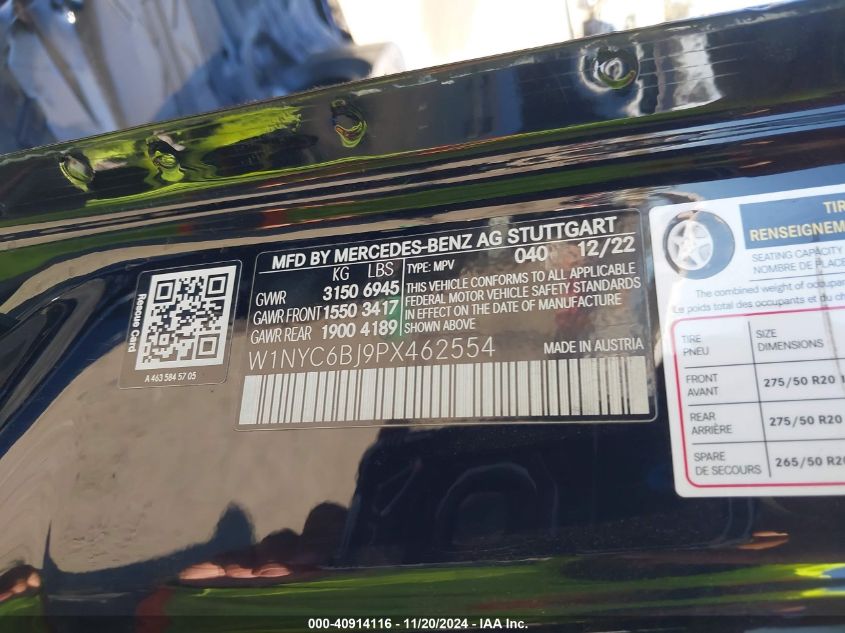 MFD BY MERCEDES-BENZ AG STUTTGART
KG LBS
GVWR 3150 6945
GAWR FRONT 1550 3417
GAWR REAR 1900 4189
TYPE: MPV 040 12/22
THIS VEHICLE CONFORMS TO ALL APPLICABLE
FEDERAL MOTOR VEHICLE SAFETY STANDARDS
IN EFFECT ON THE DATE OF MANUFACTURE
SHOWN ABOVE
W1NYC6BJ9PX462554 MADE IN AUSTRIA
Rescue Card
A 463 584 57 05
TIR
RENSEIGNEMEN
SEATING CAPACITY
NOMBRE DE PLACE
The combined weight of occup
Le poids total des occupants et du ch
TIRE SIZE
PNEU DIMENSIONS
FRONT 275/50 R20 1
AVANT
REAR 275/50 R20
ARRIÈRE
SPARE 265/50 R20
DE SECOURS
000-40914116 - 11/20/2024 - IAA Inc.